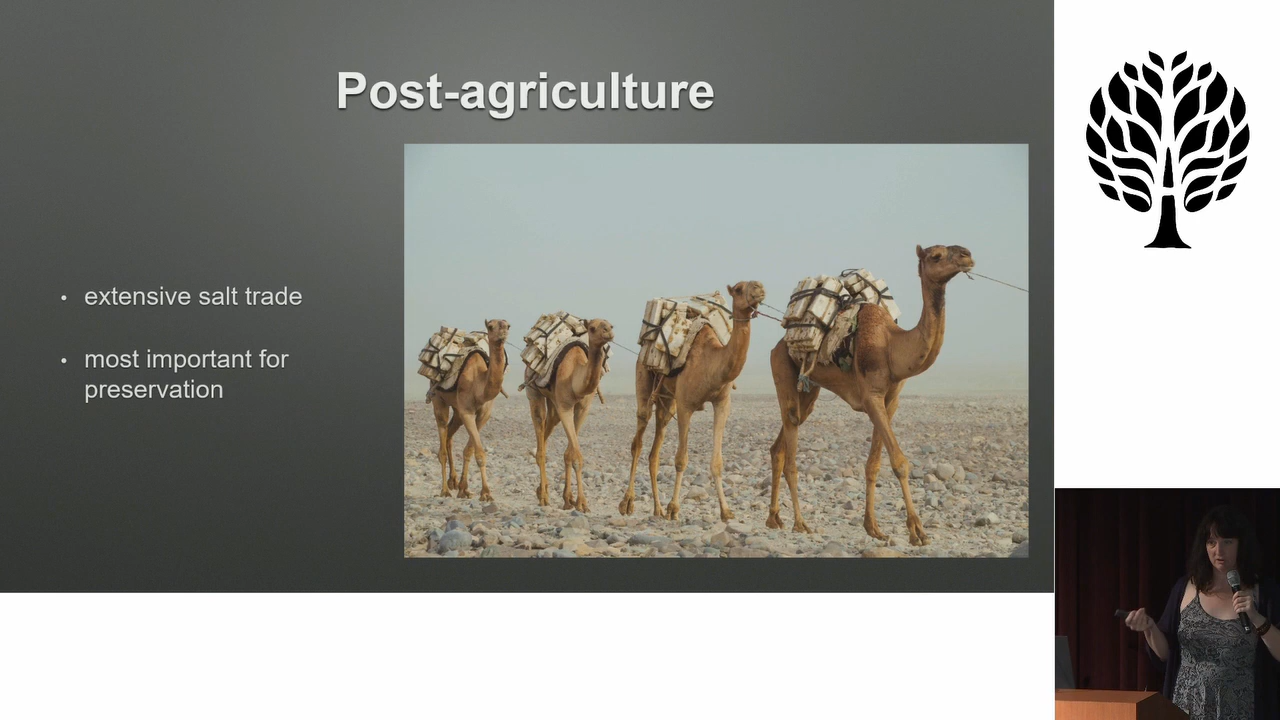 Post-agriculture
• extensive salt trade
• most important for
preservation